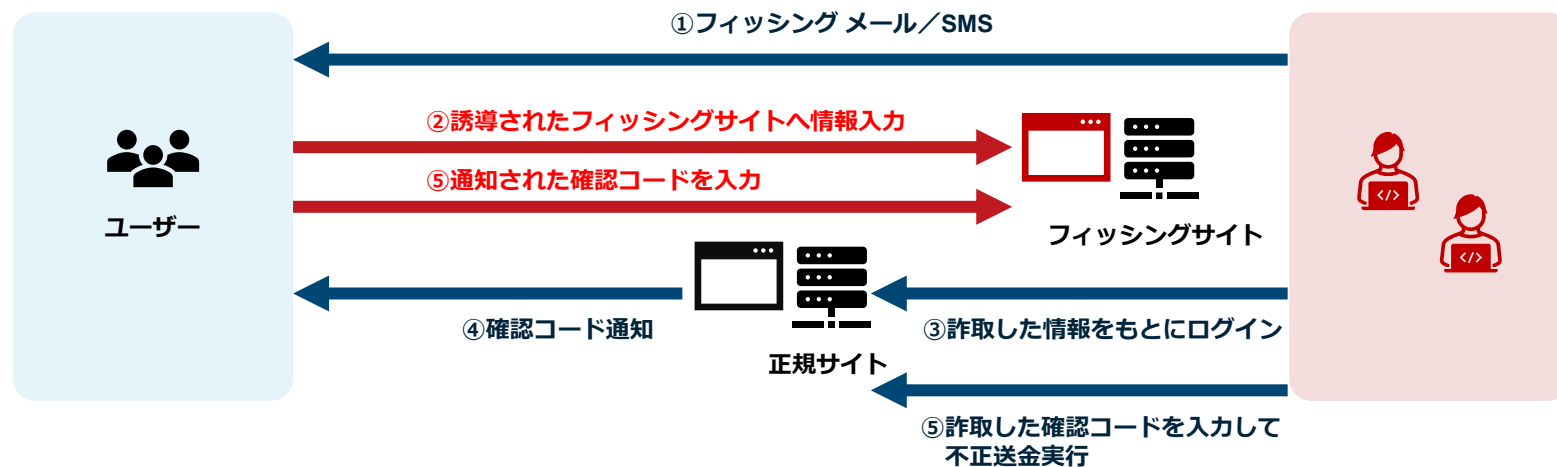 ①フィッシング メール／SMS
②誘導されたフィッシングサイトへ情報入力
⑤通知された確認コードを入力
ユーザー
フィッシングサイト
④確認コード通知
正規サイト
③詐取した情報をもとにログイン
⑤詐取した確認コードを入力して
不正送金実行